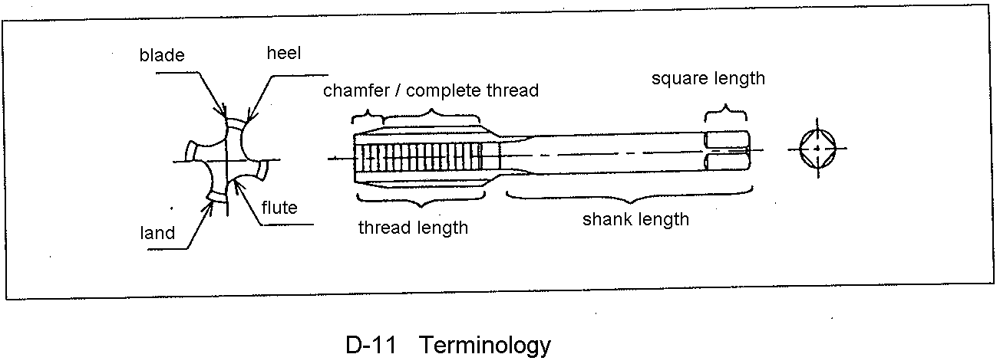 blade
heel
chamfer / complete thread
square length
land
flute
thread length
shank length
D-11 Terminology